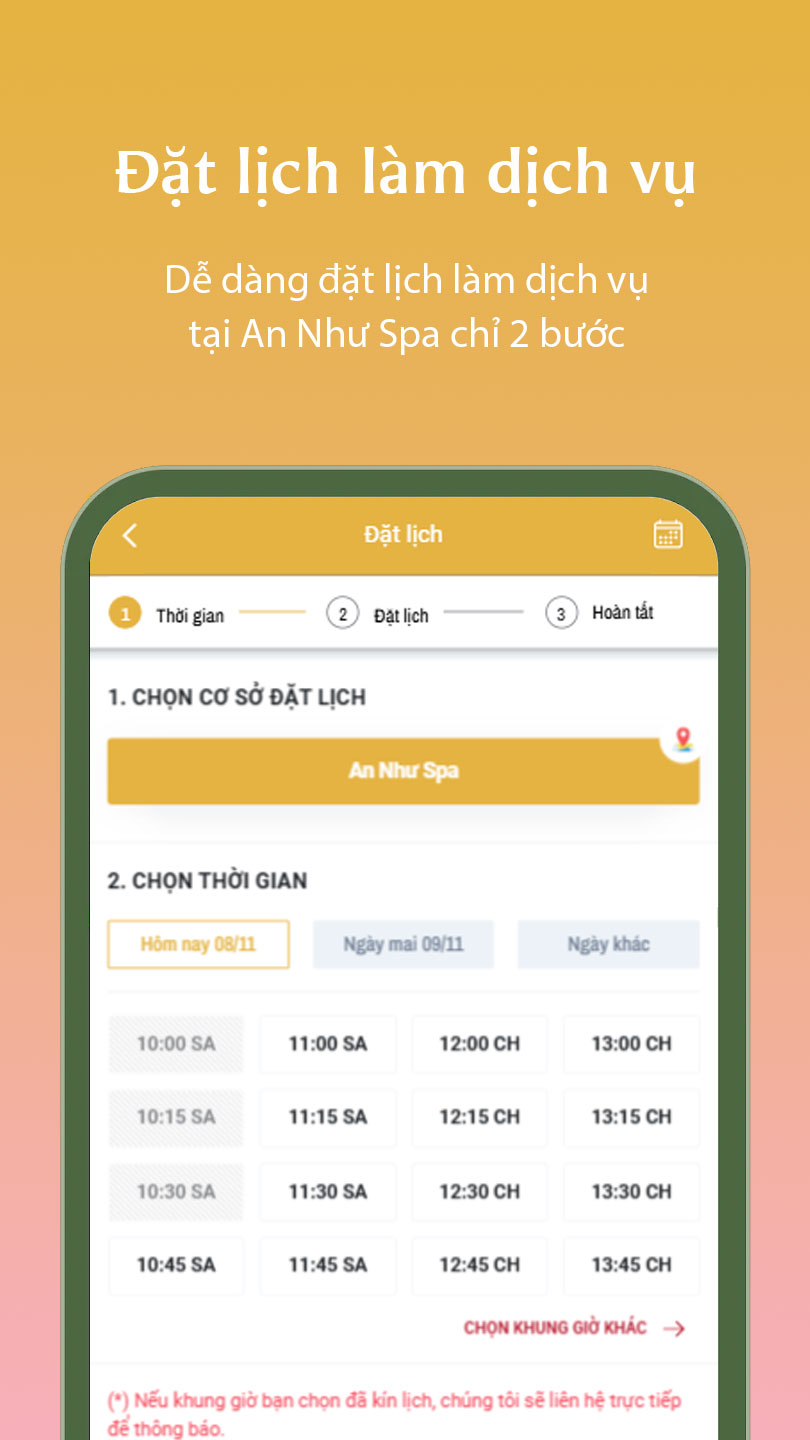 Đặt lịch làm dịch vụ
Dễ dàng đặt lịch làm dịch vụ
tại An Như Spa chỉ 2 bước
Đặt lịch
1 Thời gian 2 Đặt lịch 3 Hoàn tất
1. CHỌN CƠ SỞ ĐẶT LỊCH
An Như Spa
2. CHỌN THỜI GIAN
Hôm nay 08/11 Ngày mai 09/11 Ngày khác
10:00 SA 11:00 SA 12:00 CH 13:00 CH
10:15 SA 11:15 SA 12:15 CH 13:15 CH
10:30 SA 11:30 SA 12:30 CH 13:30 CH
10:45 SA 11:45 SA 12:45 CH 13:45 CH
CHỌN KHUNG GIỜ KHÁC →
(*) Nếu khung giờ bạn chọn đã kín lịch, chúng tôi sẽ liên hệ trực tiếp
để thông báo.